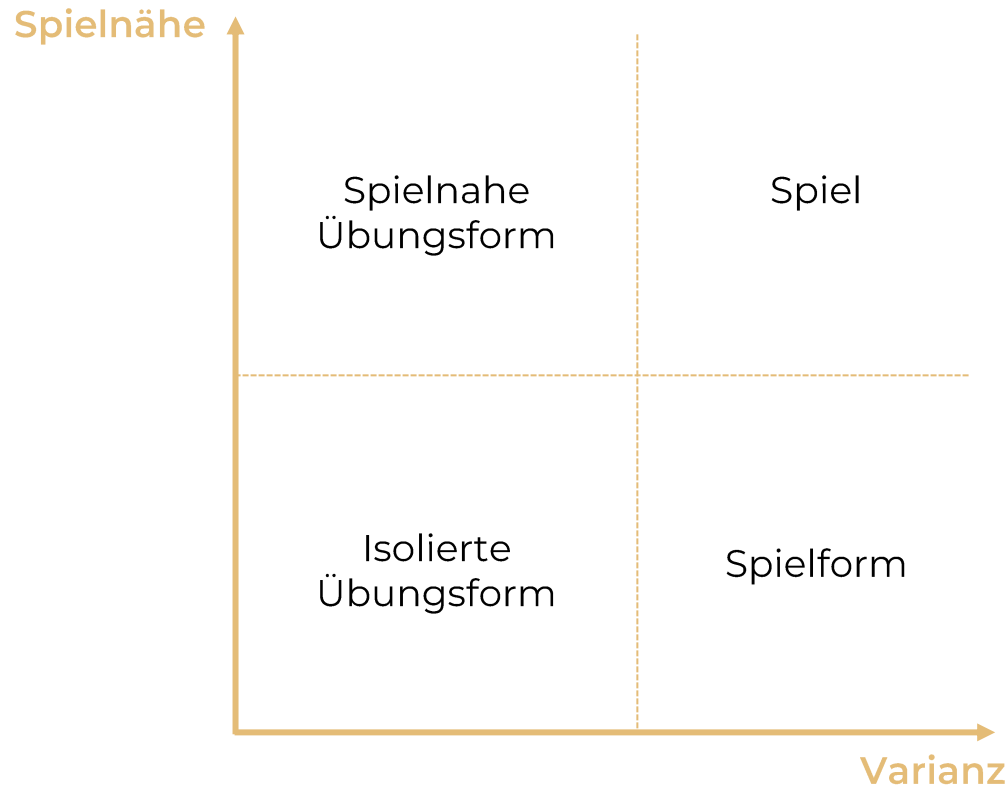 Spielnähe
Spielnahe
Übungsform
Spiel
Isolierte
Übungsform
Spielform
Varianz